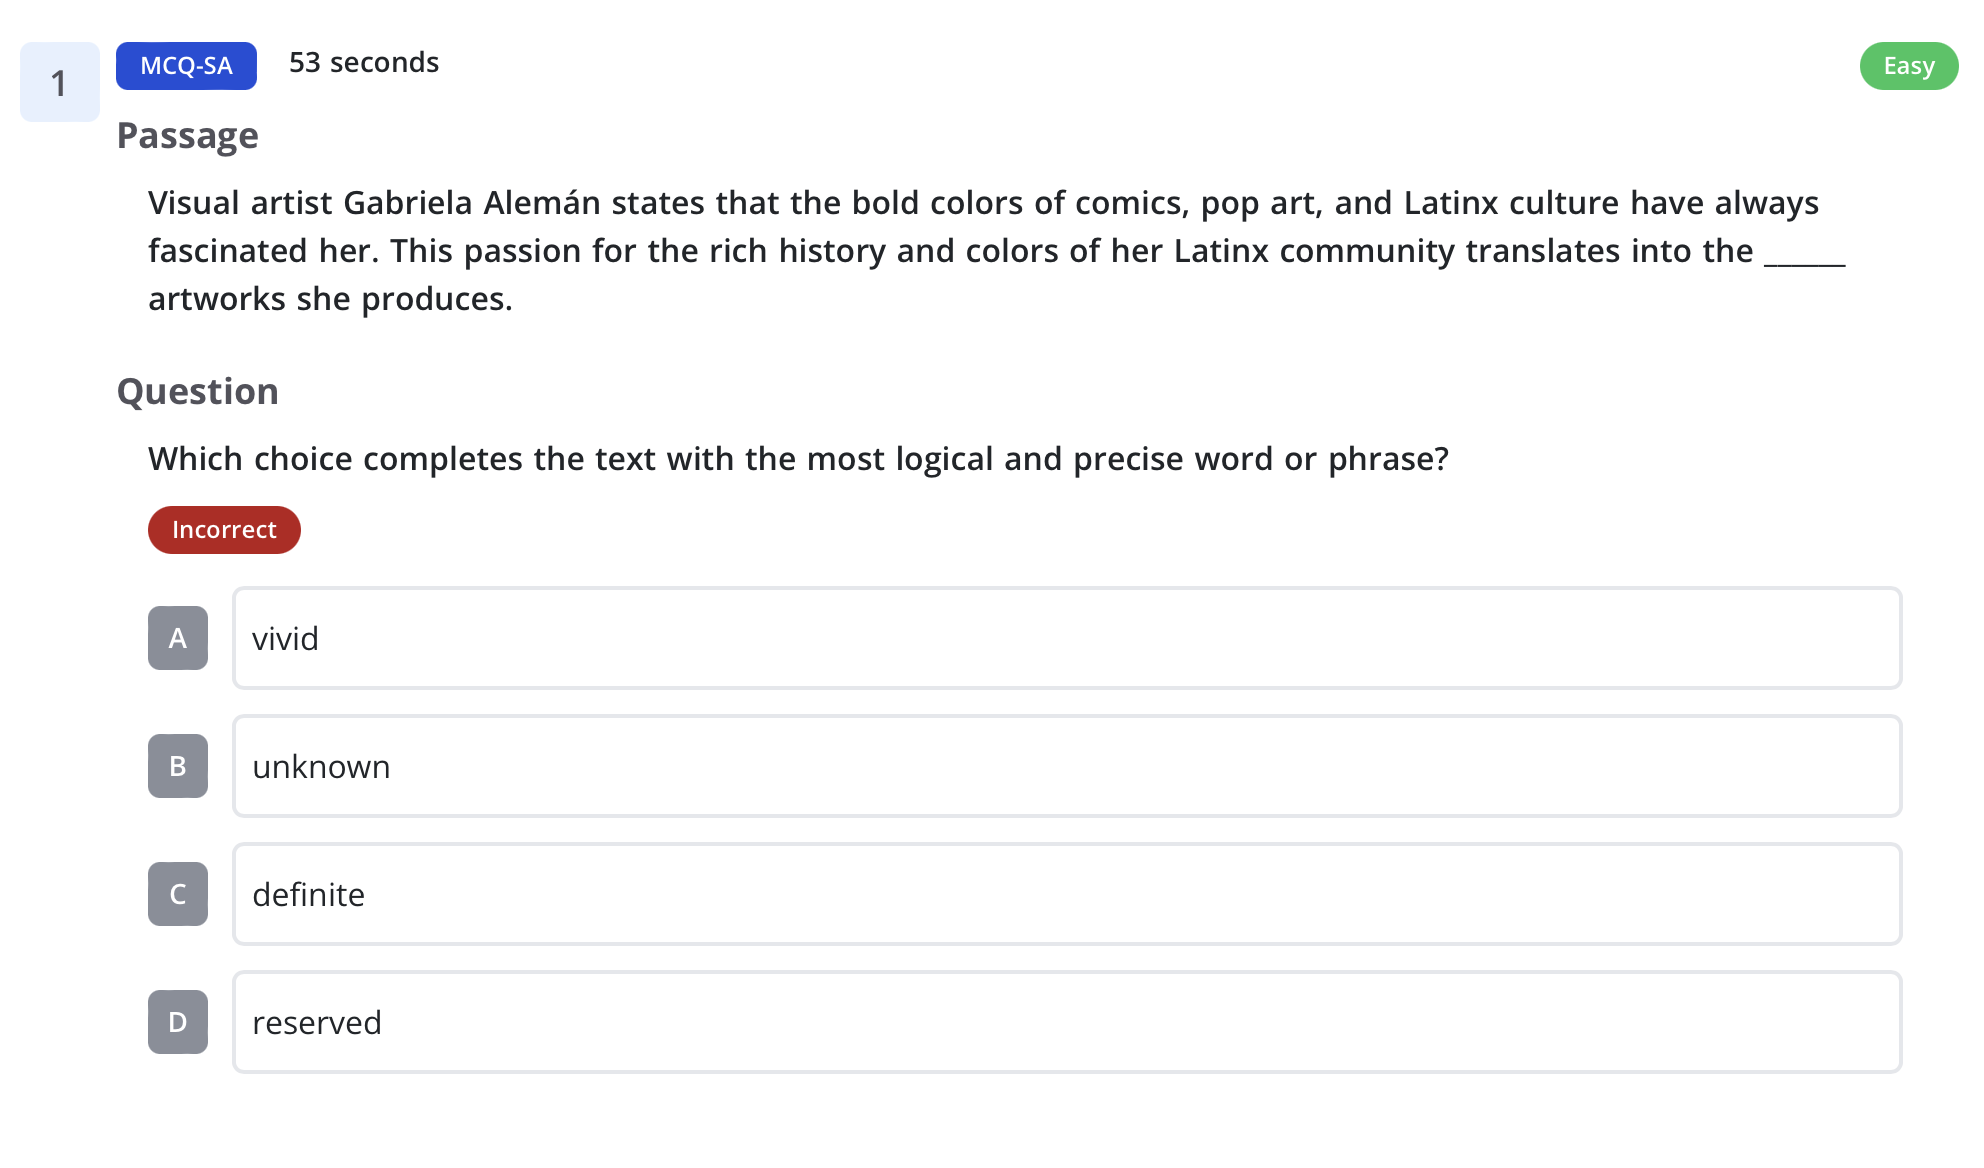 1
MCQ-SA
53 seconds
Easy
Passage
Visual artist Gabriela Alemán states that the bold colors of comics, pop art, and Latinx culture have always
fascinated her. This passion for the rich history and colors of her Latinx community translates into the ______
artworks she produces.
Question
Which choice completes the text with the most logical and precise word or phrase?
Incorrect
A
vivid
B
unknown
C
definite
D
reserved